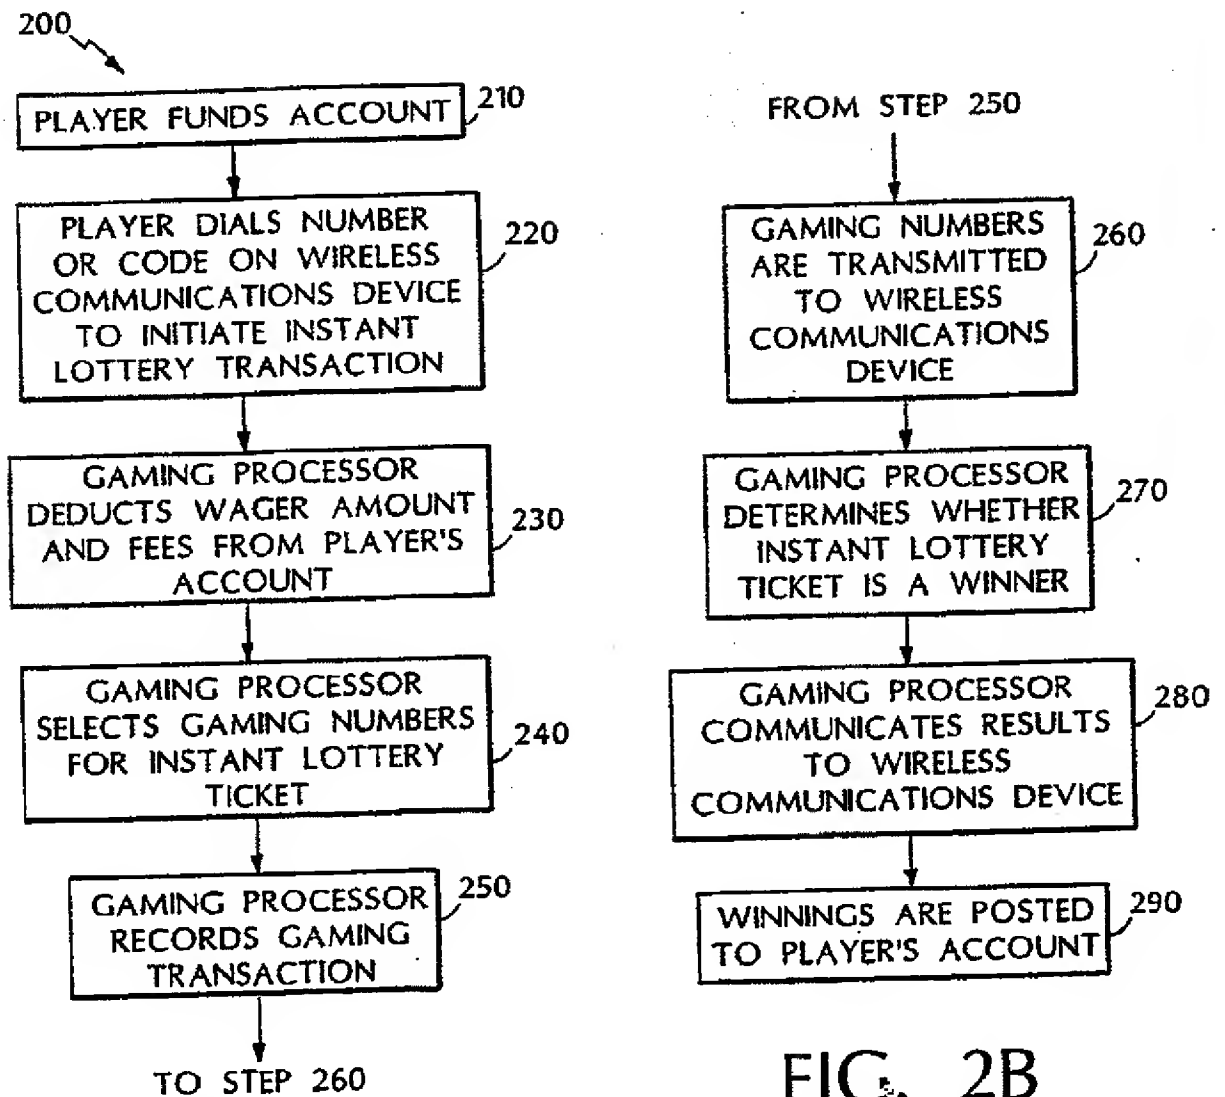 200
PLAYER FUNDS ACCOUNT
210
PLAYER DIALS NUMBER
OR CODE ON WIRELESS
COMMUNICATIONS DEVICE
TO INITIATE INSTANT
LOTTERY TRANSACTION
220
GAMING PROCESSOR
DEDUCTS WAGER AMOUNT
AND FEES FROM PLAYER'S
ACCOUNT
230
GAMING PROCESSOR
SELECTS GAMING NUMBERS
FOR INSTANT LOTTERY
TICKET
240
GAMING PROCESSOR
RECORDS GAMING
TRANSACTION
250
TO STEP 260
FROM STEP 250
GAMING NUMBERS
ARE TRANSMITTED
TO WIRELESS
COMMUNICATIONS
DEVICE
260
GAMING PROCESSOR
DETERMINES WHETHER
INSTANT LOTTERY
TICKET IS A WINNER
270
GAMING PROCESSOR
COMMUNICATES RESULTS
TO WIRELESS
COMMUNICATIONS DEVICE
280
WINNINGS ARE POSTED
TO PLAYER'S ACCOUNT
290
FIG. 2B